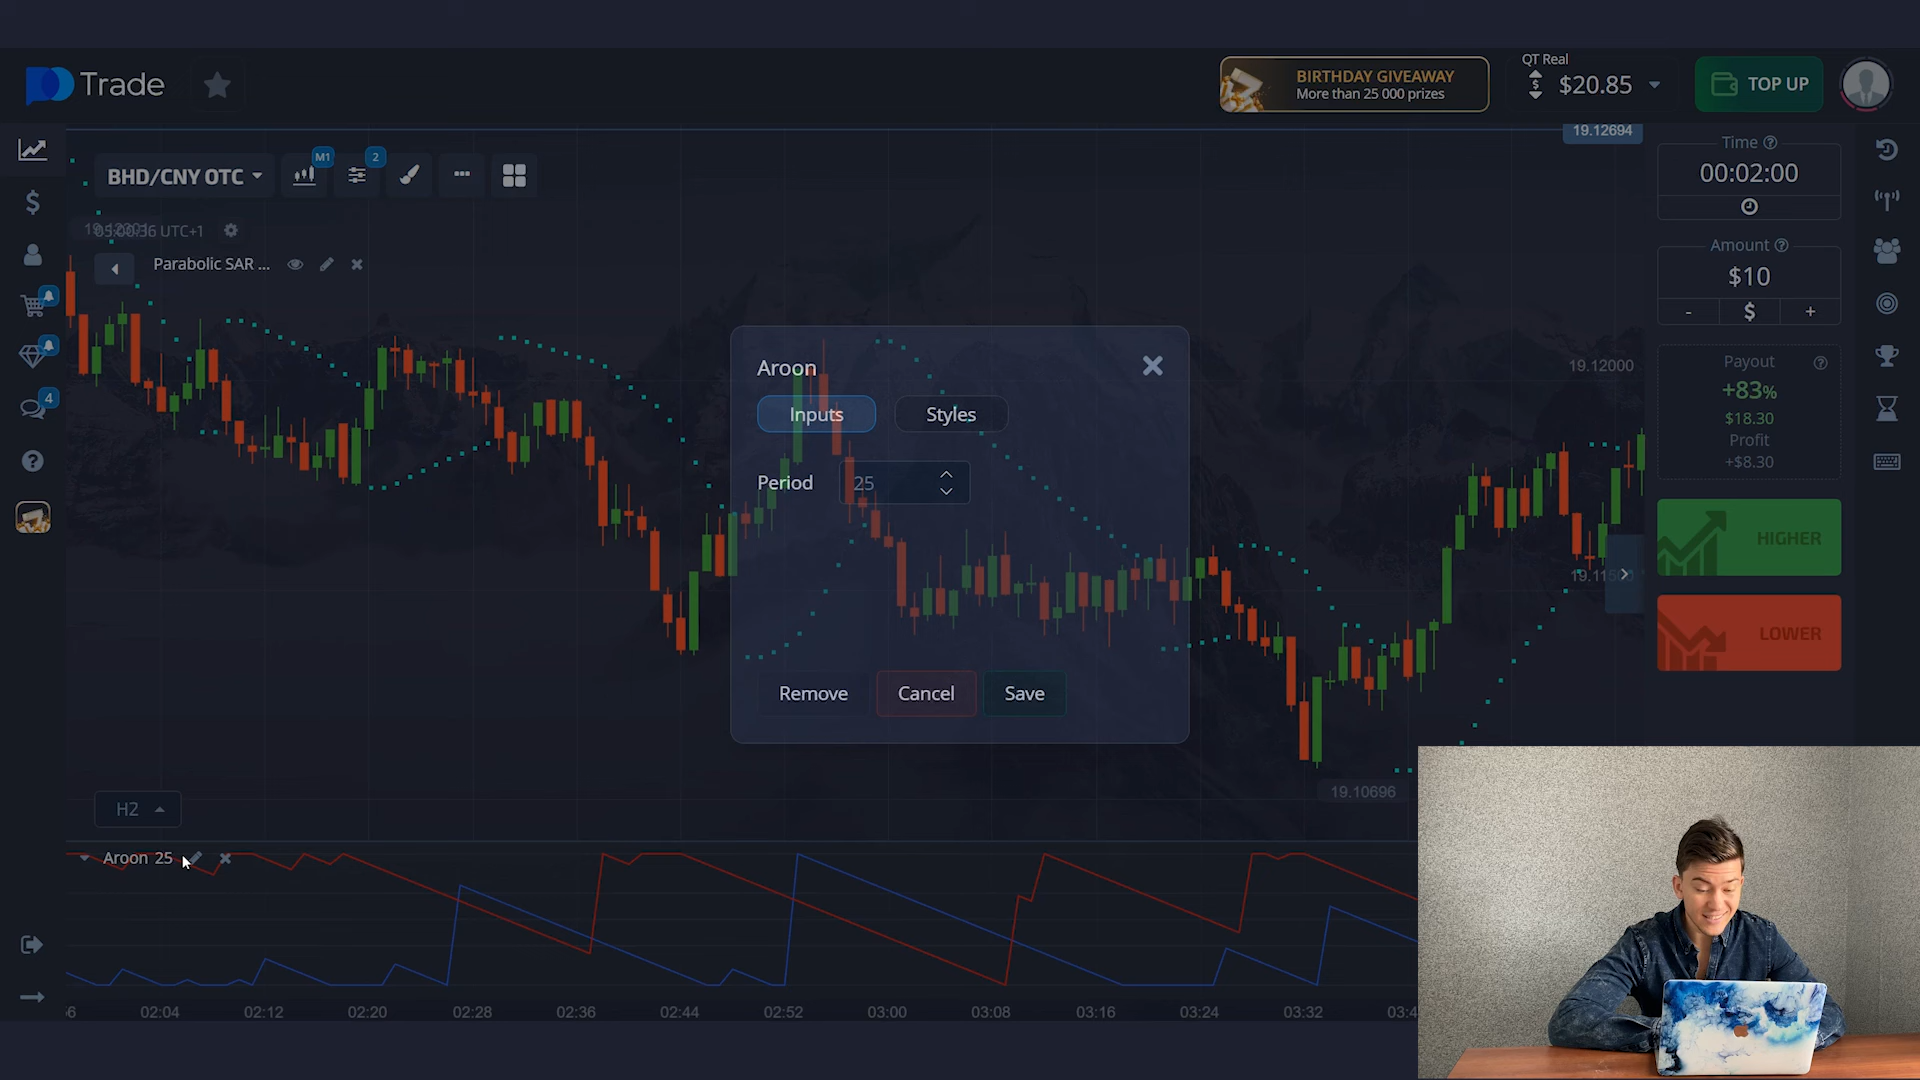 Trade
BIRTHDAY GIVEAWAY
More than 25 000 prizes
QT Real
$20.85
TOP UP
19.12694
BHD/CNY OTC
M1
2
UTC+1
Parabolic SAR ...
4
Aroon
Inputs
Styles
Period
25
Remove
Cancel
Save
19.12000
19.10696
Time
00:02:00
Amount
$10
-
$
+
Payout
+83%
$18.30
Profit
+$8.30
HIGHER
LOWER
H2
Aroon 25
02:04
02:12
02:20
02:28
02:36
02:44
02:52
03:00
03:08
03:16
03:24
03:32
03:4